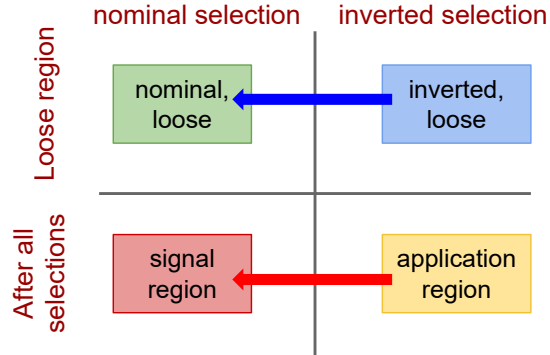 nominal selection
inverted selection
Loose region
nominal,
loose
inverted,
loose
After all
selections
signal
region
application
region